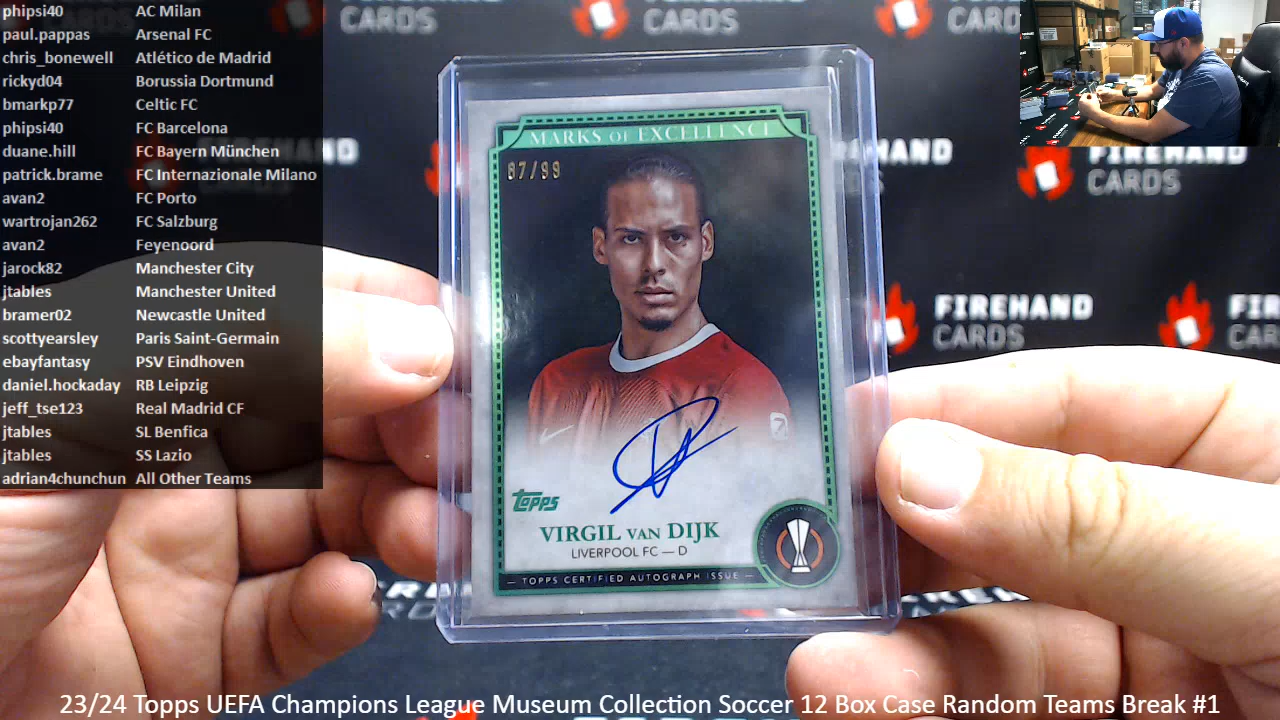 phipsi40 AC Milan
paul.pappas Arsenal FC
chris_bonewell Atlético de Madrid
rickyd04 Borussia Dortmund
bmarkp77 Celtic FC
phipsi40 FC Barcelona
duane.hill FC Bayern München
patrick.brame FC Internazionale Milano
avan2 FC Porto
wartrojan262 FC Salzburg
avan2 Feyenoord
jarock82 Manchester City
jtables Manchester United
bramer02 Newcastle United
scottyearsley Paris Saint-Germain
ebayfantasy PSV Eindhoven
daniel.hockaday RB Leipzig
jeff_tse123 Real Madrid CF
jtables SL Benfica
jtables SS Lazio
adrian4chunchun All Other Teams
MARKS OF EXCELLENCE
87/99
Topps
VIRGIL VAN DIJK
LIVERPOOL FC — D
— TOPPS CERTIFIED AUTOGRAPH ISSUE —
CARDS
CARDS
CARDS
FIREHAND
CARDS
FIREHAND
CARDS
23/24 Topps UEFA Champions League Museum Collection Soccer 12 Box Case Random Teams Break #1